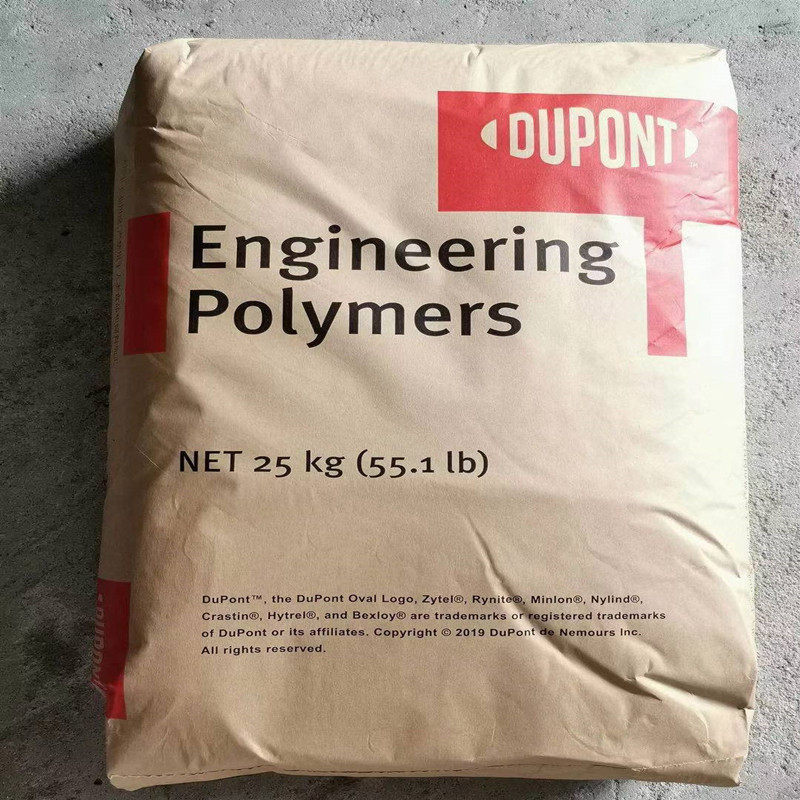 DUPONT™
Engineering
Polymers
NET 25 kg (55.1 lb)
DuPont™, the DuPont Oval Logo, Zytel®, Rynite®, Minlon®, Nylind®,
Crastin®, Hytrel®, and Bexloy® are trademarks or registered trademarks
of DuPont or its affiliates. Copyright © 2019 DuPont de Nemours Inc.
All rights reserved.
DUPONT